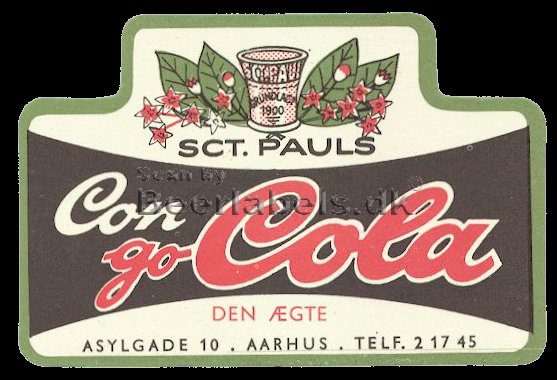 SCT. PAUL
GRUNDLAGT
1900
SCT. PAULS
Scan by
Beerlabels.dk
Con
go Cola
DEN ÆGTE
ASYLGADE 10 . AARHUS . TELF. 2 17 45